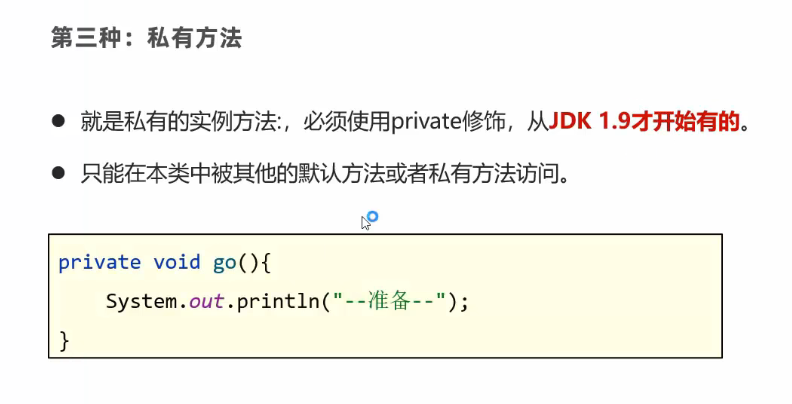 第三种：私有方法
● 就是私有的实例方法:，必须使用private修饰，从JDK 1.9才开始有的。
● 只能在本类中被其他的默认方法或者私有方法访问。
private void go(){
    System.out.println("--准备--");
}